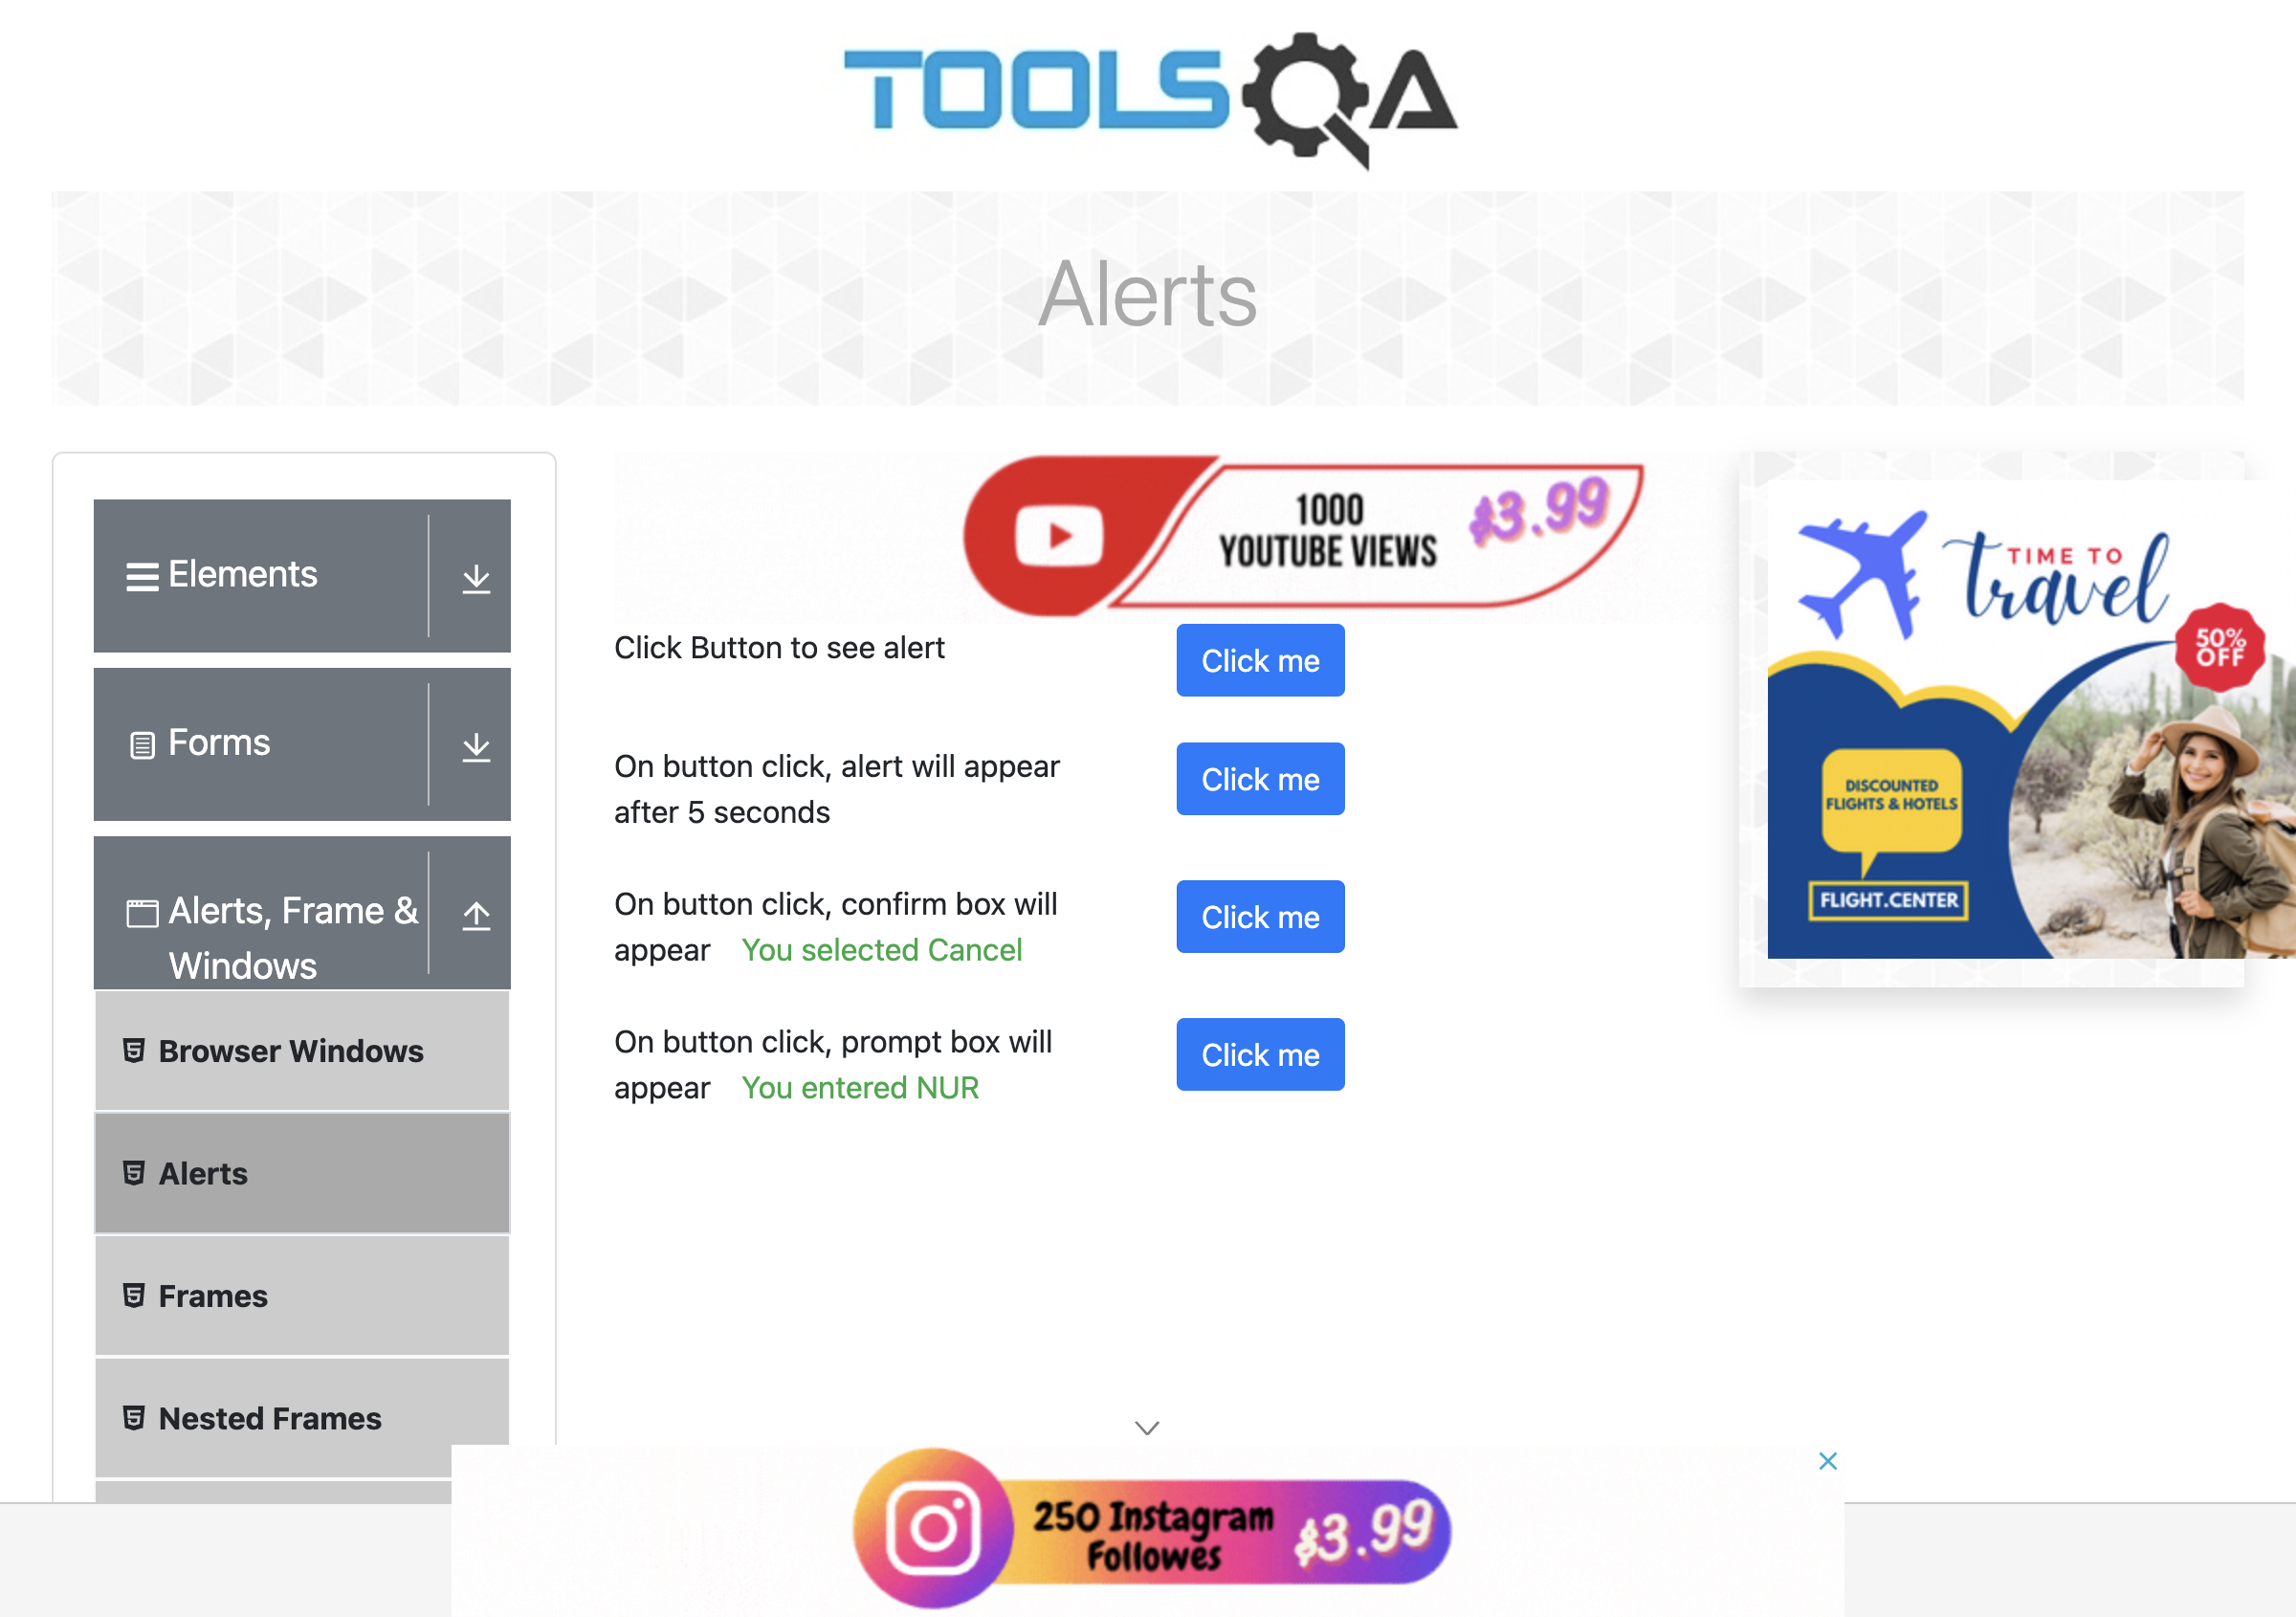 TOOLSQA
Alerts
Elements
Forms
Alerts, Frame &
Windows
Browser Windows
Alerts
Frames
Nested Frames
1000
YOUTUBE VIEWS
$3.99
Click Button to see alert
Click me
On button click, alert will appear
after 5 seconds
Click me
On button click, confirm box will
appear You selected Cancel
Click me
On button click, prompt box will
appear You entered NUR
Click me
TIME TO
travel
50%
OFF
DISCOUNTED
FLIGHTS & HOTELS
FLIGHT.CENTER
250 Instagram
Followes
$3.99